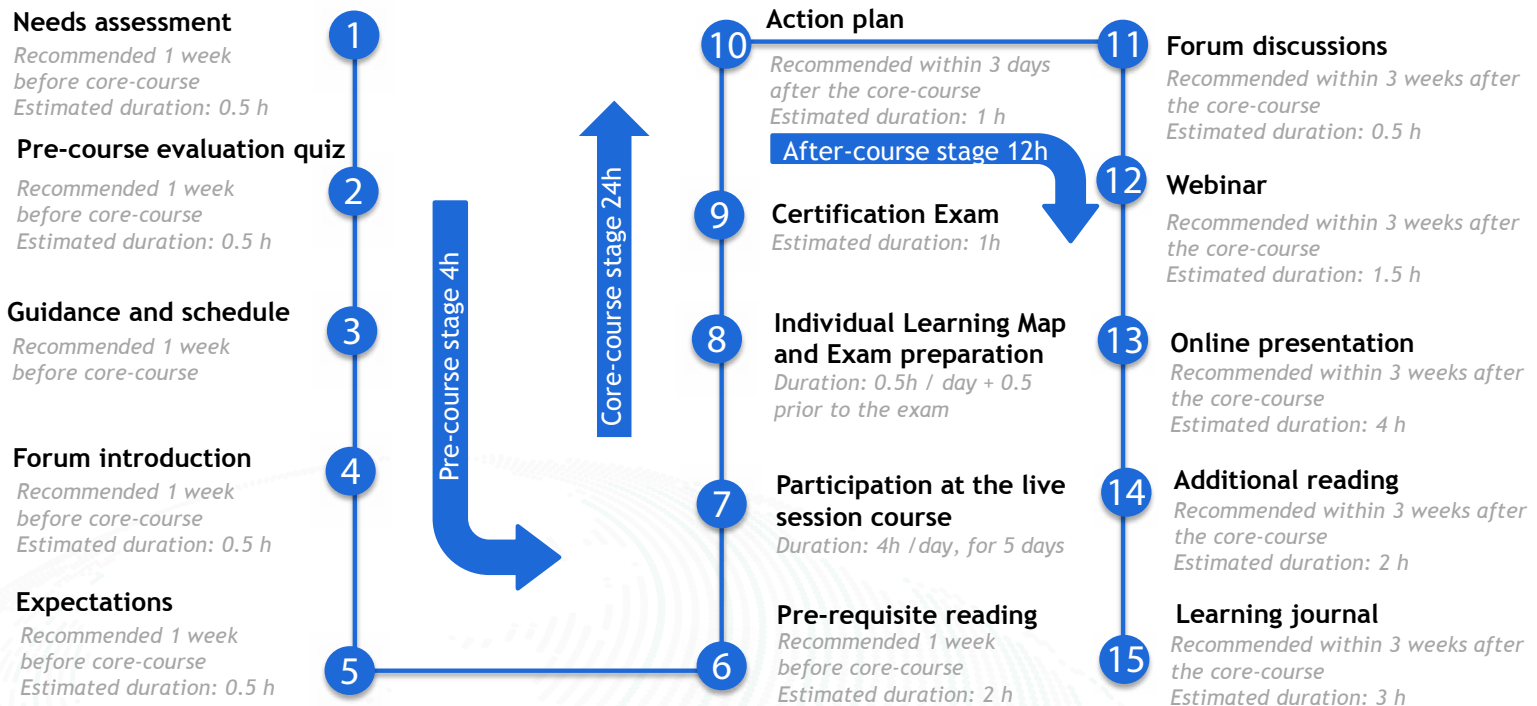 Needs assessment
Recommended 1 week
before core-course
Estimated duration: 0.5 h
1
Pre-course evaluation quiz
Recommended 1 week
before core-course
Estimated duration: 0.5 h
2
Guidance and schedule
Recommended 1 week
before core-course
3
Forum introduction
Recommended 1 week
before core-course
Estimated duration: 0.5 h
4
Expectations
Recommended 1 week
before core-course
Estimated duration: 0.5 h
5
Pre-course stage 4h
Core-course stage 24h
Pre-requisite reading
Recommended 1 week
before core-course
Estimated duration: 2 h
6
Participation at the live
session course
Duration: 4h /day, for 5 days
7
Individual Learning Map
and Exam preparation
Duration: 0.5h / day + 0.5
prior to the exam
8
Certification Exam
Estimated duration: 1h
9
Action plan
Recommended within 3 days
after the core-course
Estimated duration: 1 h
10
After-course stage 12h
11
Forum discussions
Recommended within 3 weeks after
the core-course
Estimated duration: 0.5 h
12
Webinar
Recommended within 3 weeks after
the core-course
Estimated duration: 1.5 h
13
Online presentation
Recommended within 3 weeks after
the core-course
Estimated duration: 4 h
14
Additional reading
Recommended within 3 weeks after
the core-course
Estimated duration: 2 h
15
Learning journal
Recommended within 3 weeks after
the core-course
Estimated duration: 3 h